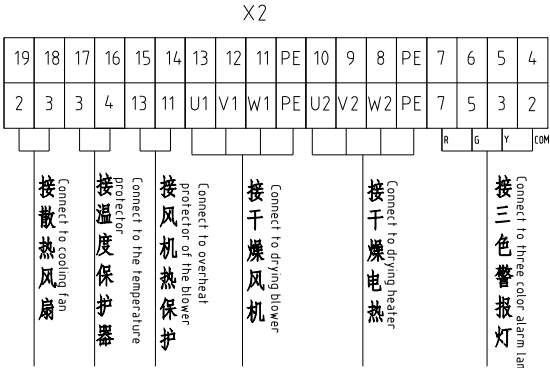 X2
19 18 17 16 15 14 13 12 11 PE 10 9 8 PE 7 6 5 4
2 3 3 4 13 11 U1 V1 W1 PE U2 V2 W2 PE 7 5 3 2
R G Y COM
接散热风扇
Connect to cooling fan
接温度保护器
Connect to the temperature
protector
接风机热保护
Connect to overheat
protector of the blower
接干燥风机
Connect to drying blower
接干燥电热
Connect to drying heater
接三色警报灯
Connect to three color alarm